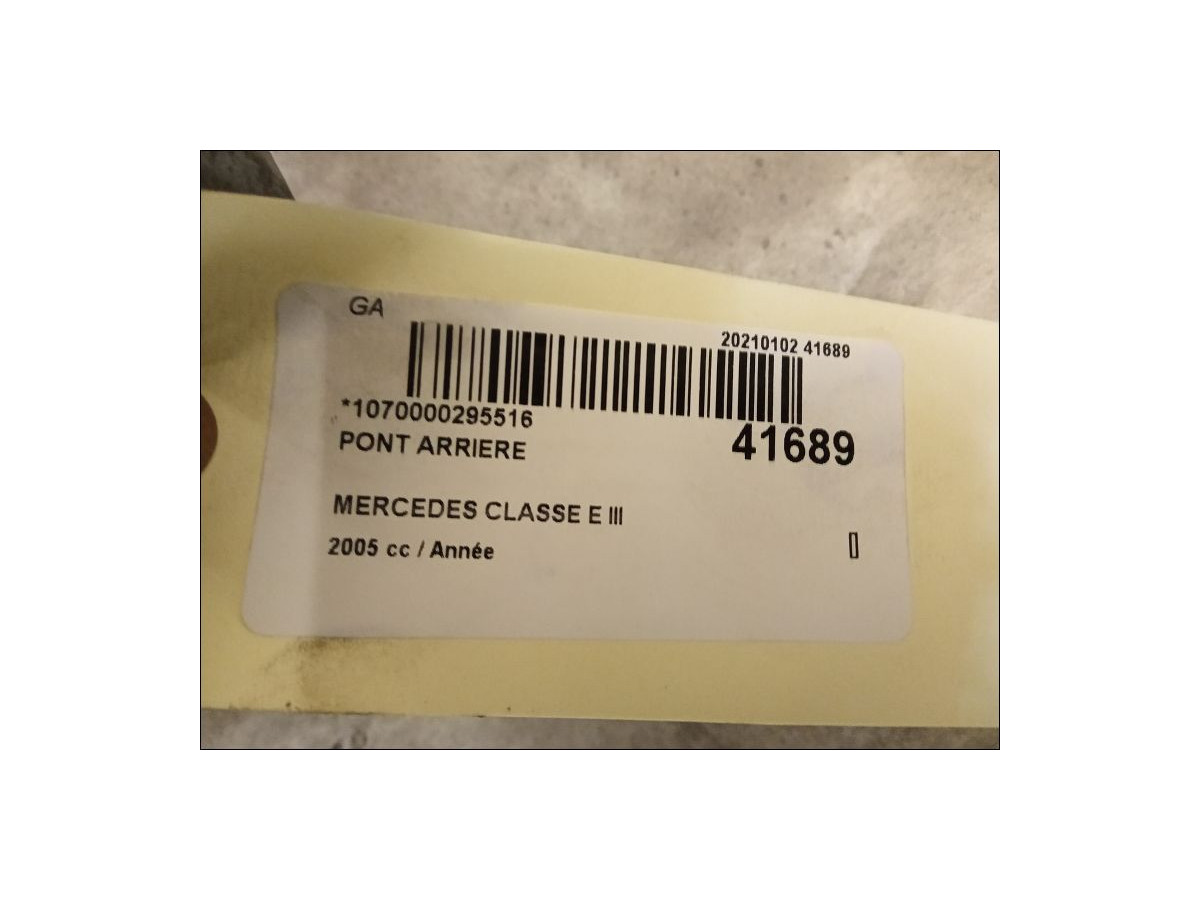 GA
20210102 41689
*1070000295516
41689
PONT ARRIERE
MERCEDES CLASSE E III
2005 cc / Année